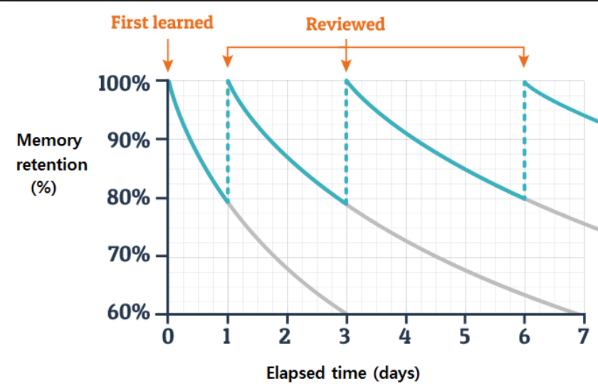 First learned
Reviewed
100%
90%
80%
70%
60%
Memory
retention
(%)
0 1 2 3 4 5 6 7
Elapsed time (days)